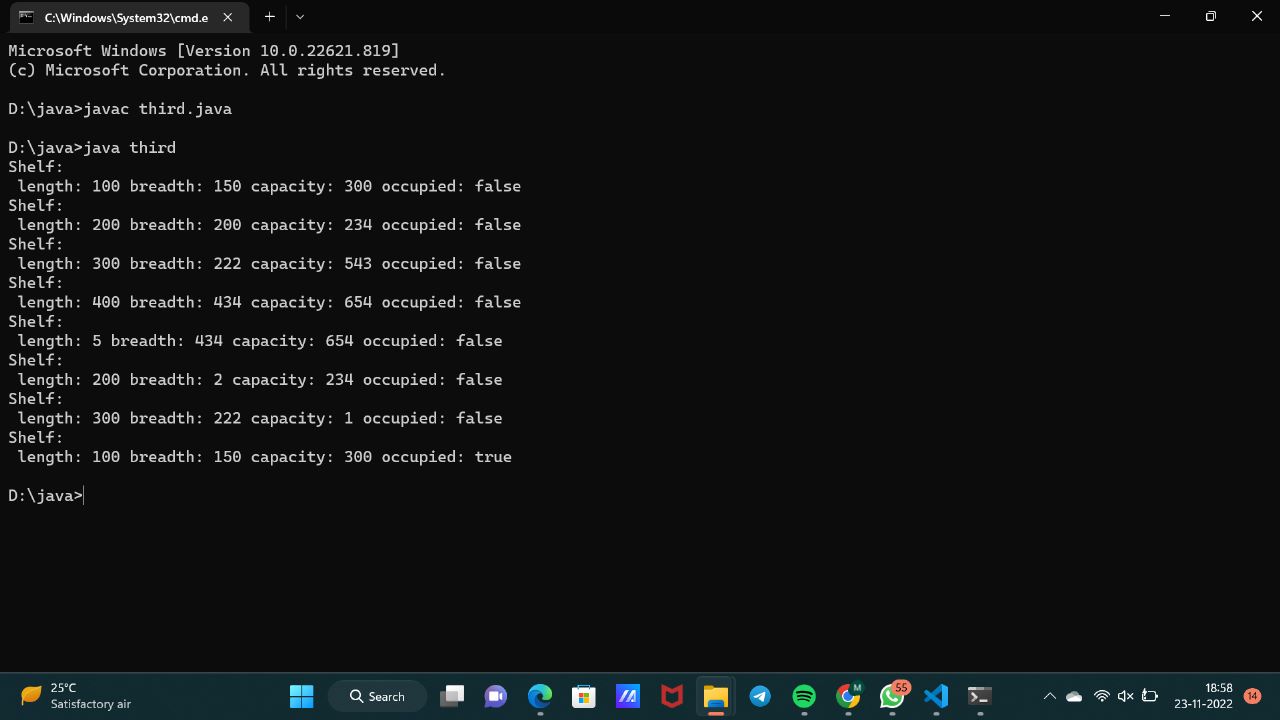 C:\Windows\System32\cmd.e
Microsoft Windows [Version 10.0.22621.819]
(c) Microsoft Corporation. All rights reserved.
D:\java>javac third.java
D:\java>java third
Shelf:
length: 100 breadth: 150 capacity: 300 occupied: false
Shelf:
length: 200 breadth: 200 capacity: 234 occupied: false
Shelf:
length: 300 breadth: 222 capacity: 543 occupied: false
Shelf:
length: 400 breadth: 434 capacity: 654 occupied: false
Shelf:
length: 5 breadth: 434 capacity: 654 occupied: false
Shelf:
length: 200 breadth: 2 capacity: 234 occupied: false
Shelf:
length: 300 breadth: 222 capacity: 1 occupied: false
Shelf:
length: 100 breadth: 150 capacity: 300 occupied: true
D:\java>
25°C
Satisfactory air
Search
M
55
18:58
23-11-2022
14